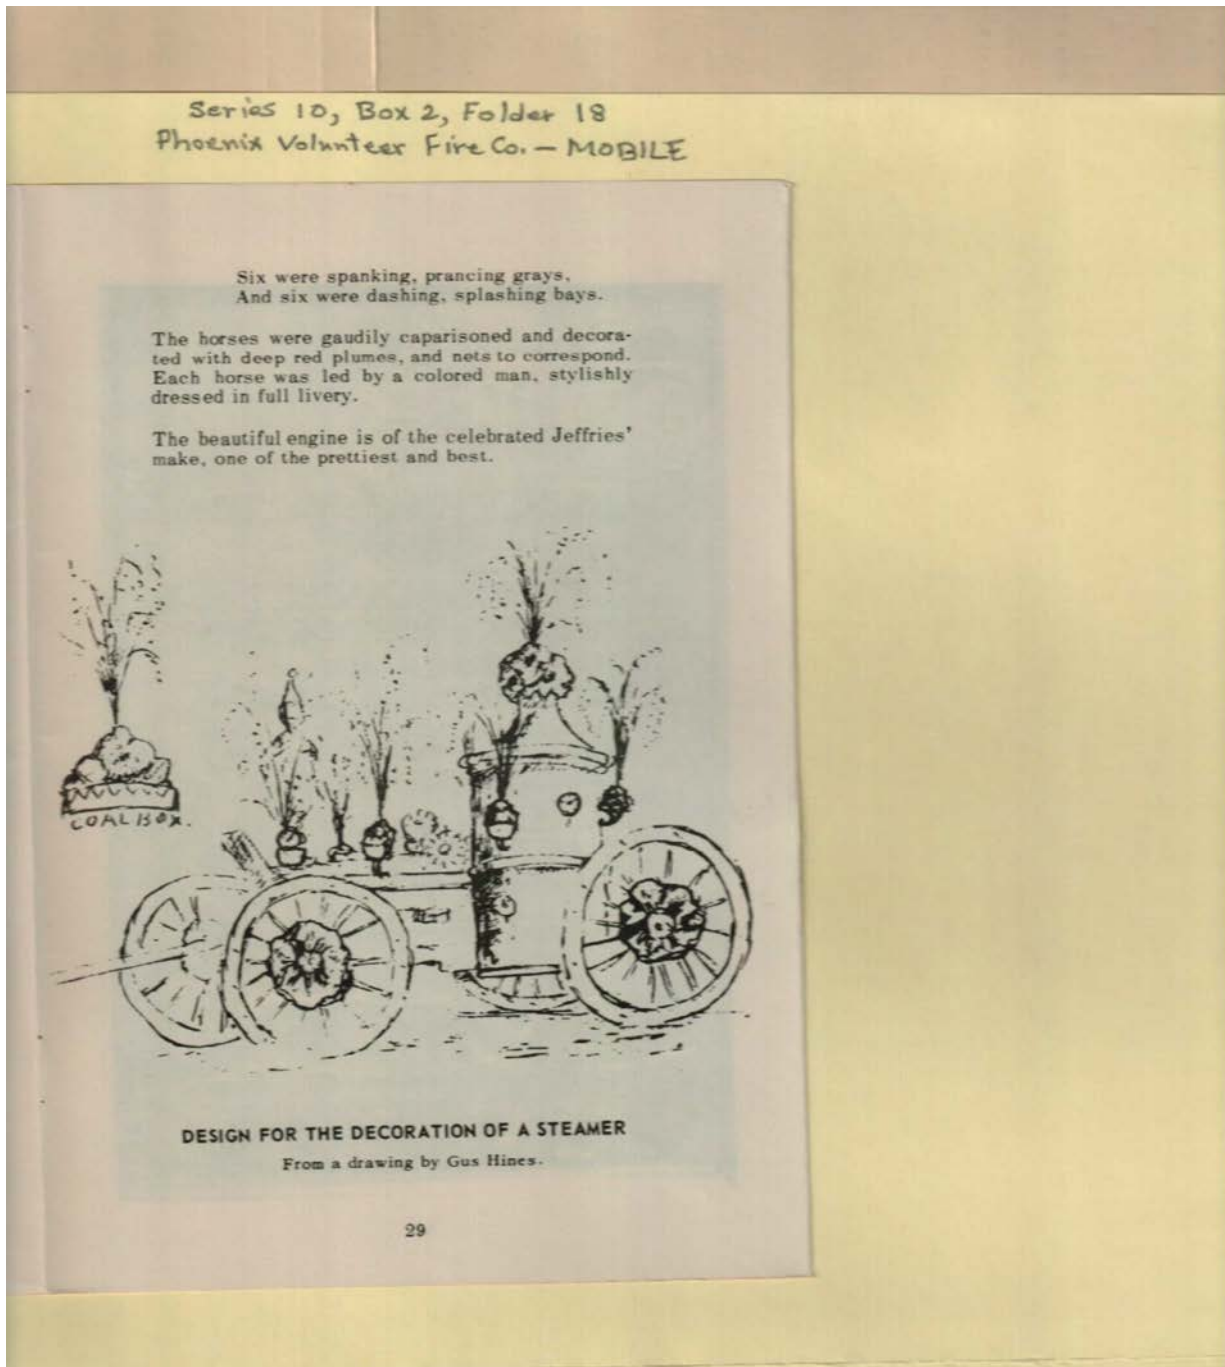 Series 10, Box 2, Folder 18
Phoenix Volunteer Fire Co. — MOBILE
Six were spanking, prancing grays,
And six were dashing, splashing bays.
The horses were gaudily caparisoned and decora-
ted with deep red plumes, and nets to correspond.
Each horse was led by a colored man, stylishly
dressed in full livery.
The beautiful engine is of the celebrated Jeffries'
make, one of the prettiest and best.
COALBOX.
DESIGN FOR THE DECORATION OF A STEAMER
From a drawing by Gus Hines.
29